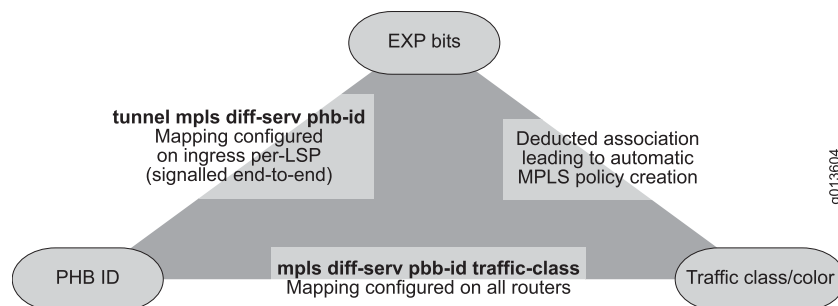 EXP bits
tunnel mpls diff-serv phb-id
Mapping configured
on ingress per-LSP
(signalled end-to-end)
Deducted association
leading to automatic
MPLS policy creation
g013604
PHB ID
mpls diff-serv pbb-id traffic-class
Mapping configured on all routers
Traffic class/color